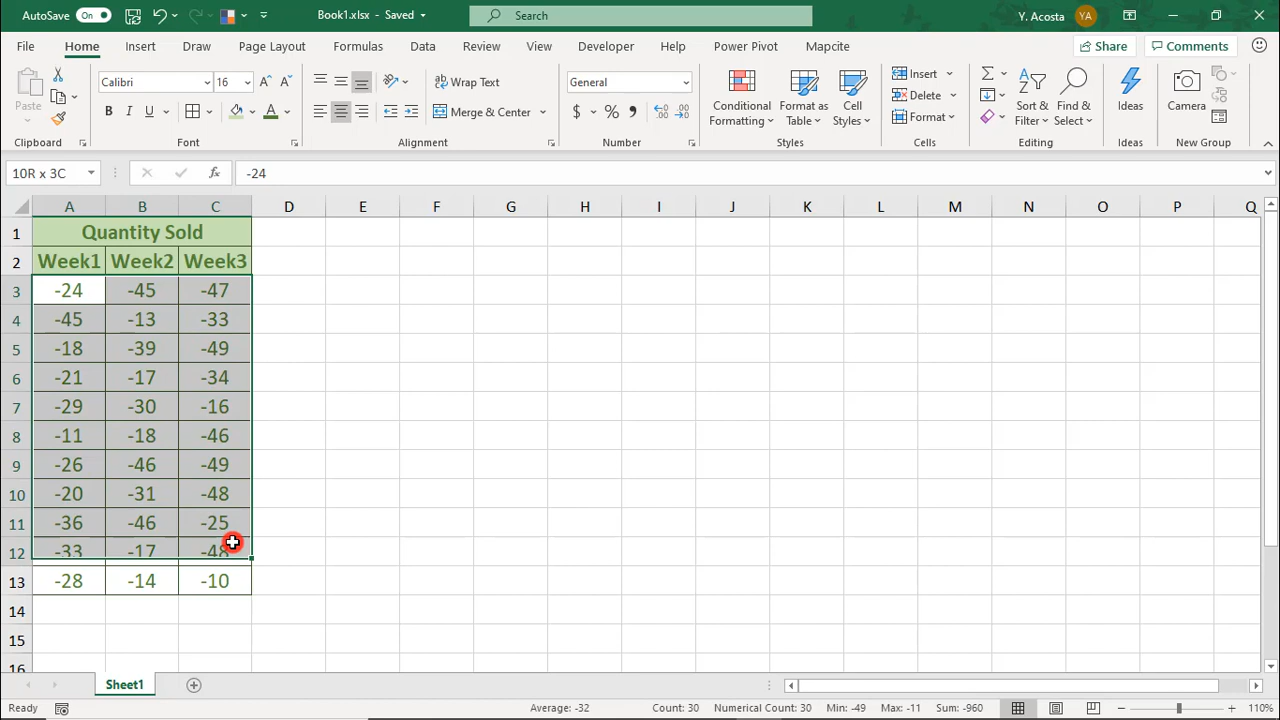 AutoSave On Book1.xlsx - Saved Search Y. Acosta YA
File Home Insert Draw Page Layout Formulas Data Review View Developer Help Power Pivot Mapcite Share Comments
Paste Calibri 16 A A ab Wrap Text General Conditional Formatting Format as Table Cell Styles Insert Delete Format Sort & Filter Find & Select Ideas Camera
B I U A Merge & Center $ % ,
Clipboard Font Alignment Number Styles Cells Editing Ideas New Group
10R x 3C fx -24
A B C D E F G H I J K L M N O P Q
1 Quantity Sold
2 Week1 Week2 Week3
3 -24 -45 -47
4 -45 -13 -33
5 -18 -39 -49
6 -21 -17 -34
7 -29 -30 -16
8 -11 -18 -46
9 -26 -46 -49
10 -20 -31 -48
11 -36 -46 -25
12 -33 -17 -48
13 -28 -14 -10
14
15
16
Sheet1
Ready Average: -32 Count: 30 Numerical Count: 30 Min: -49 Max: -11 Sum: -960 110%